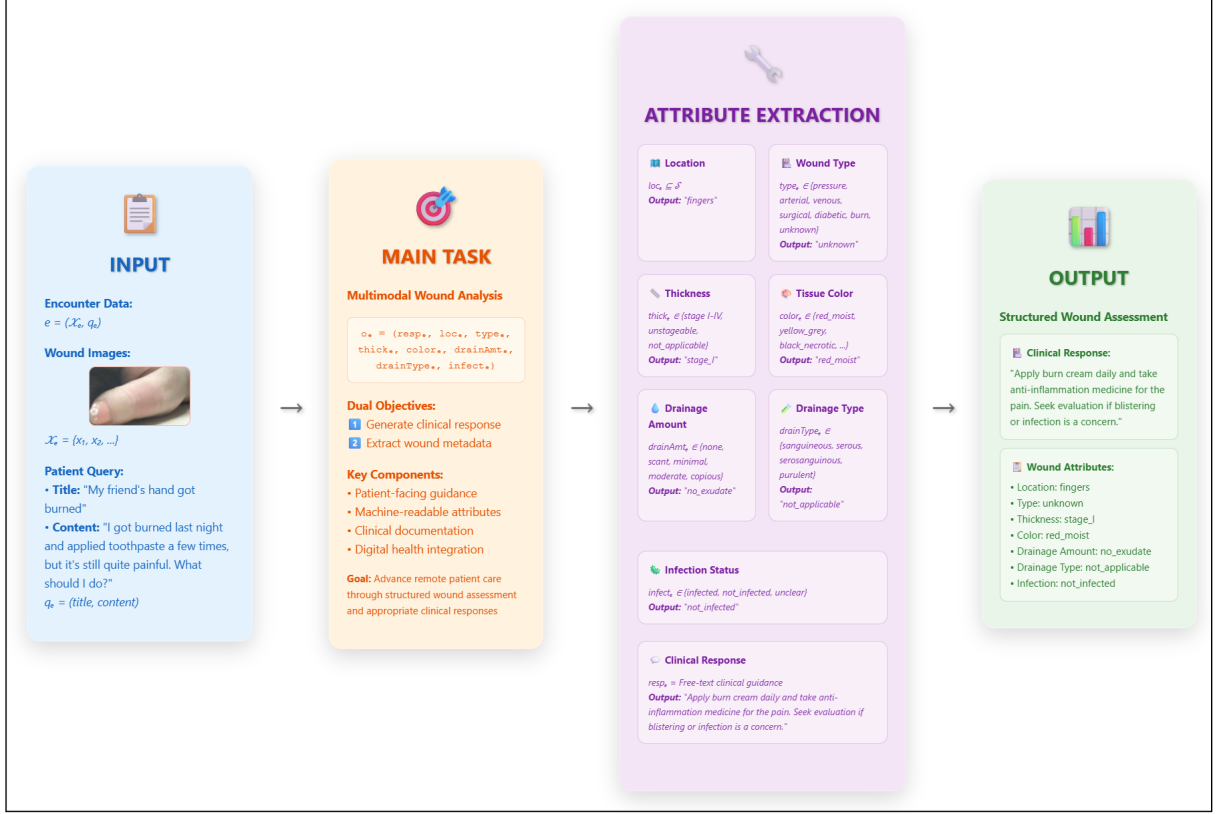 INPUT
Encounter Data:
e = (𝒳ₑ, qₑ)
Wound Images:
𝒳ₑ = {x₁, x₂, ...}
Patient Query:
• Title: "My friend's hand got
burned"
• Content: "I got burned last night
and applied toothpaste a few times,
but it's still quite painful. What
should I do?"
qₑ = (title, content)
→
MAIN TASK
Multimodal Wound Analysis
oₑ = (respₑ, locₑ, typeₑ,
thickₑ, colorₑ, drainAmtₑ,
drainTypeₑ, infectₑ)
Dual Objectives:
1 Generate clinical response
2 Extract wound metadata
Key Components:
• Patient-facing guidance
• Machine-readable attributes
• Clinical documentation
• Digital health integration
Goal: Advance remote patient care
through structured wound assessment
and appropriate clinical responses
→
ATTRIBUTE EXTRACTION
Location
locₑ ⊆ 𝒮
Output: "fingers"
Wound Type
typeₑ ∈ {pressure,
arterial, venous,
surgical, diabetic, burn,
unknown}
Output: "unknown"
Thickness
thickₑ ∈ {stage I-IV,
unstageable,
not_applicable}
Output: "stage_I"
Tissue Color
colorₑ ∈ {red_moist,
yellow_grey,
black_necrotic, ...}
Output: "red_moist"
Drainage
Amount
drainAmtₑ ∈ {none,
scant, minimal,
moderate, copious}
Output: "no_exudate"
Drainage Type
drainTypeₑ ∈
{sanguineous, serous,
serosanguinous,
purulent}
Output:
"not_applicable"
Infection Status
infectₑ ∈ {infected, not_infected, unclear}
Output: "not_infected"
Clinical Response
respₑ = Free-text clinical guidance
Output: "Apply burn cream daily and take anti-
inflammation medicine for the pain. Seek evaluation if
blistering or infection is a concern."
→
OUTPUT
Structured Wound Assessment
Clinical Response:
"Apply burn cream daily and take
anti-inflammation medicine for the
pain. Seek evaluation if blistering
or infection is a concern."
Wound Attributes:
• Location: fingers
• Type: unknown
• Thickness: stage_I
• Color: red_moist
• Drainage Amount: no_exudate
• Drainage Type: not_applicable
• Infection: not_infected